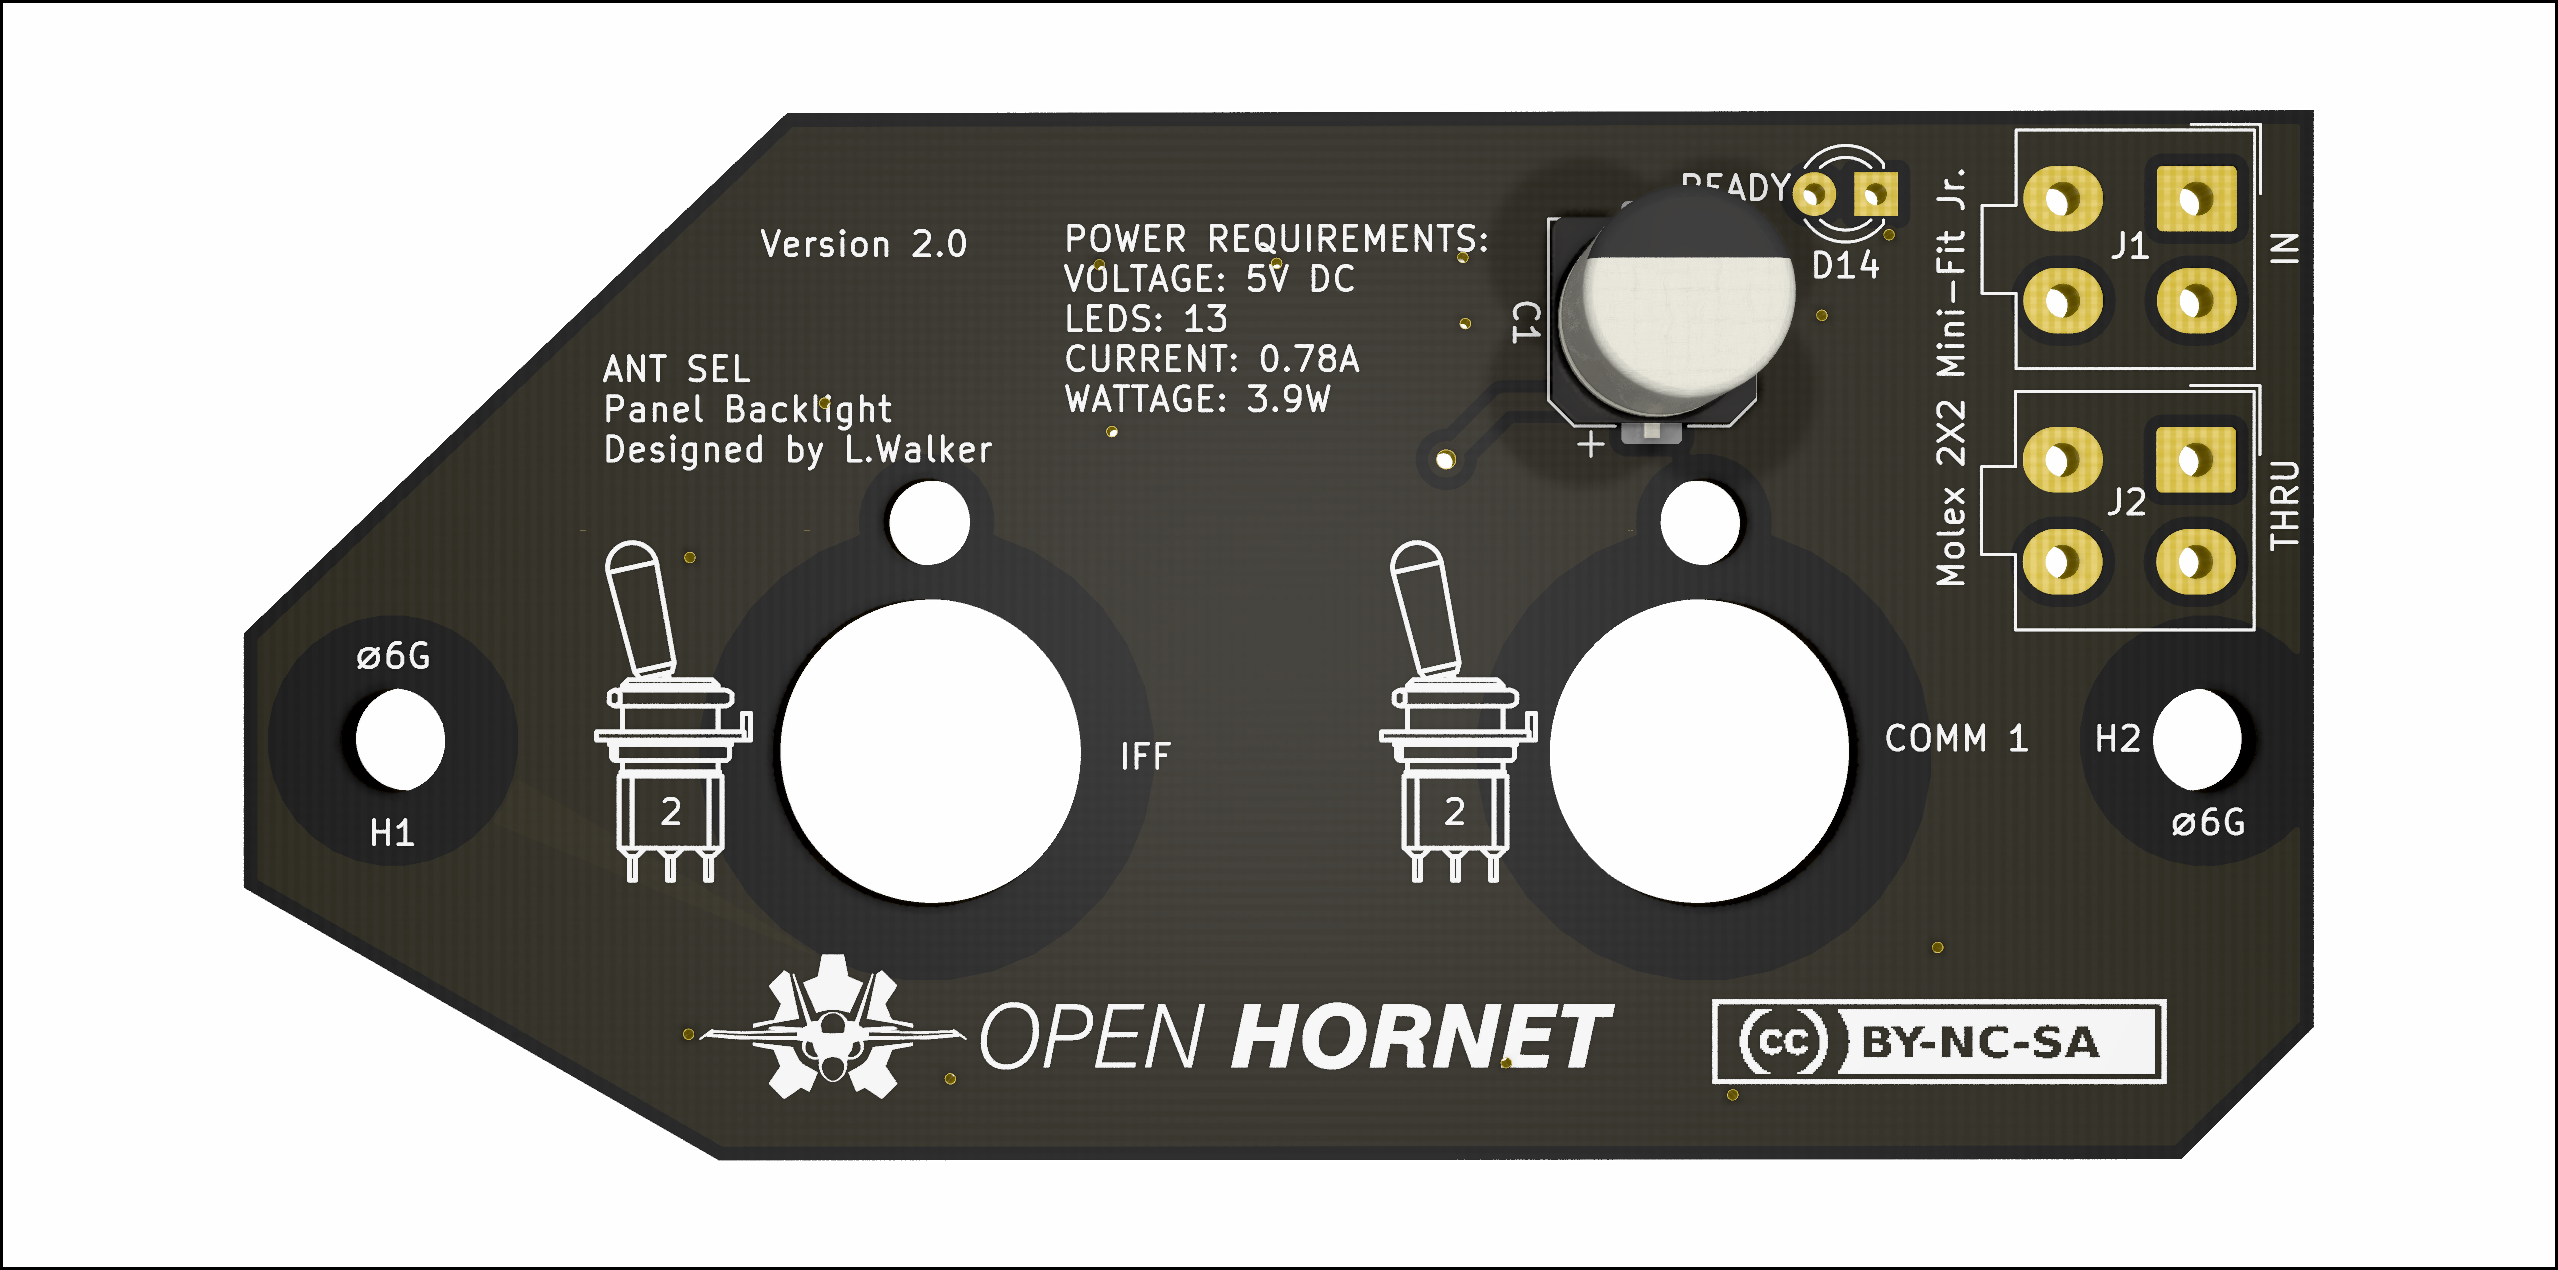 READY
Version 2.0
POWER REQUIREMENTS:
VOLTAGE: 5V DC
LEDS: 13
CURRENT: 0.78A
WATTAGE: 3.9W
C1
+
D14
Molex 2X2 Mini-Fit Jr.
J1
IN
J2
THRU
ANT SEL
Panel Backlight
Designed by L.Walker
ø6G
H1
2
IFF
2
COMM 1
H2
ø6G
OPEN HORNET
cc BY-NC-SA